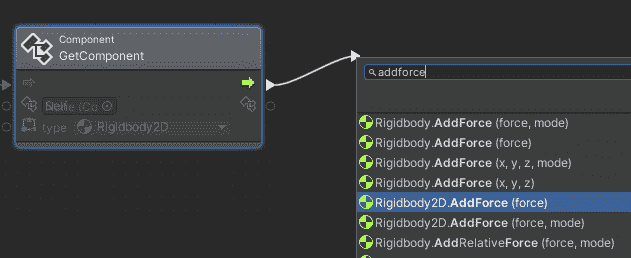 Component
GetComponent
addforce
Self
type Rigidbody2D
Rigidbody.AddForce (force, mode)
Rigidbody.AddForce (force)
Rigidbody.AddForce (x, y, z, mode)
Rigidbody.AddForce (x, y, z)
Rigidbody2D.AddForce (force)
Rigidbody2D.AddForce (force, mode)
Rigidbody.AddRelativeForce (force, mode)